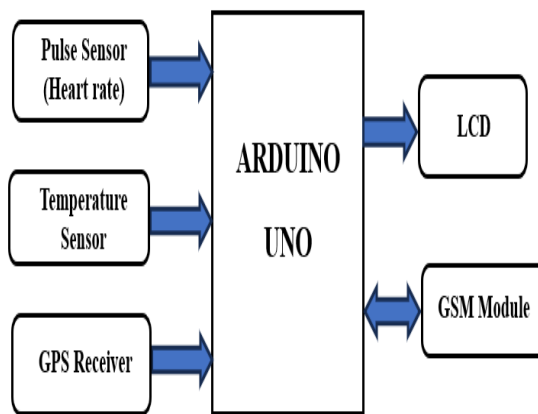 Pulse Sensor
(Heart rate)
Temperature
Sensor
GPS Receiver
ARDUINO
UNO
LCD
GSM Module